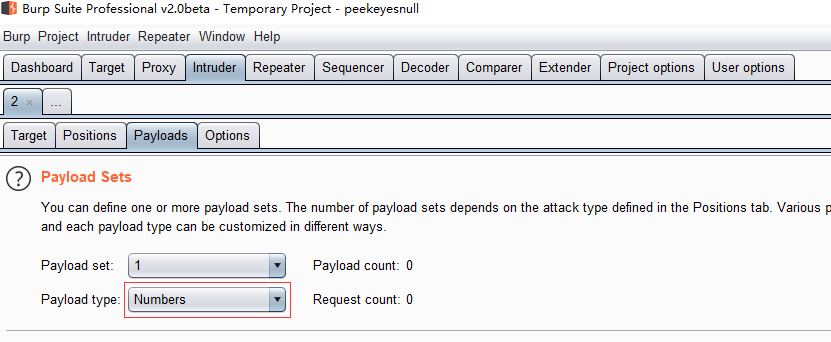 Burp Suite Professional v2.0beta - Temporary Project - peekeyesnull
Burp Project Intruder Repeater Window Help
Dashboard Target Proxy Intruder Repeater Sequencer Decoder Comparer Extender Project options User options
2 × ...
Target Positions Payloads Options
? Payload Sets
You can define one or more payload sets. The number of payload sets depends on the attack type defined in the Positions tab. Various p
and each payload type can be customized in different ways.
Payload set: 1 Payload count: 0
Payload type: Numbers Request count: 0